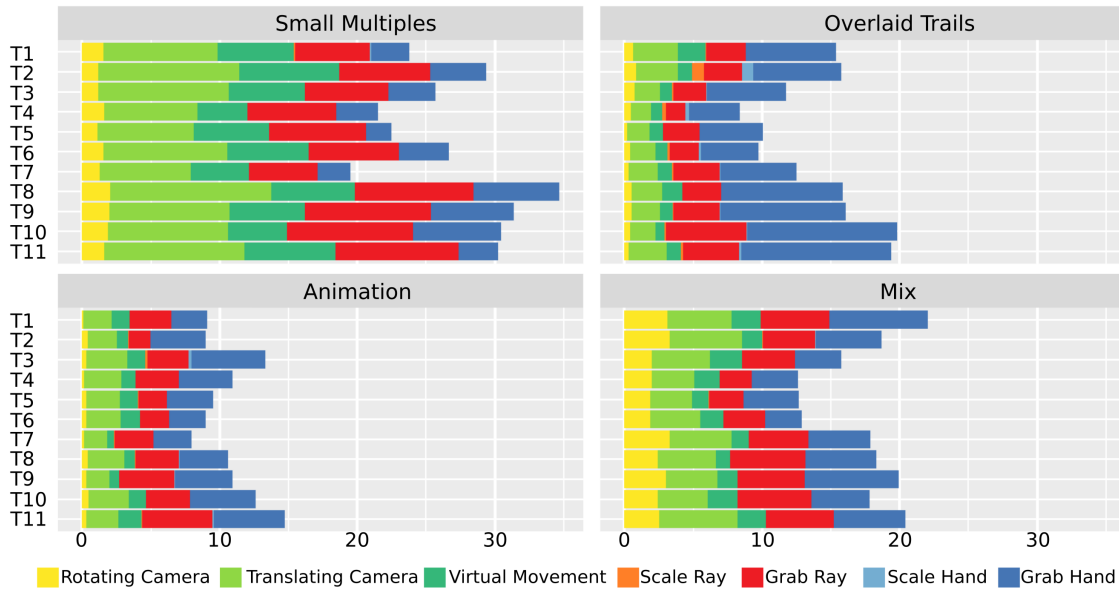 Small Multiples Overlaid Trails
T1
T2
T3
T4
T5
T6
T7
T8
T9
T10
T11
Animation Mix
T1
T2
T3
T4
T5
T6
T7
T8
T9
T10
T11
0 10 20 30 0 10 20 30
Rotating Camera Translating Camera Virtual Movement Scale Ray Grab Ray Scale Hand Grab Hand